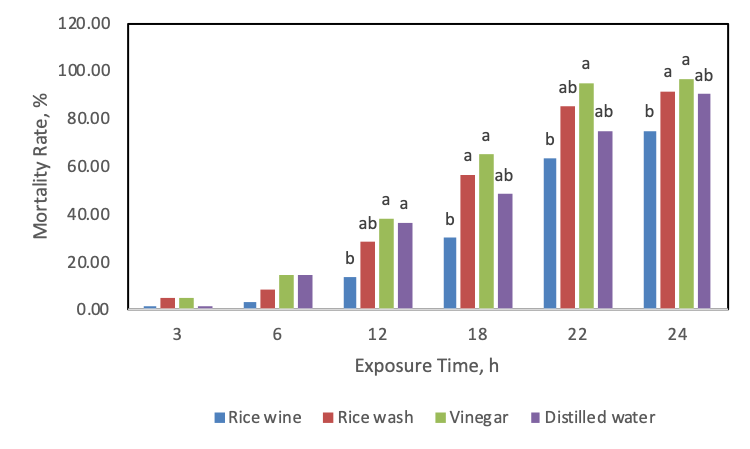 120.00
100.00
80.00
60.00
40.00
20.00
0.00
Mortality Rate, %
b ab a a
b a a ab
b ab a ab
b a a ab
3 6 12 18 22 24
Exposure Time, h
Rice wine Rice wash Vinegar Distilled water